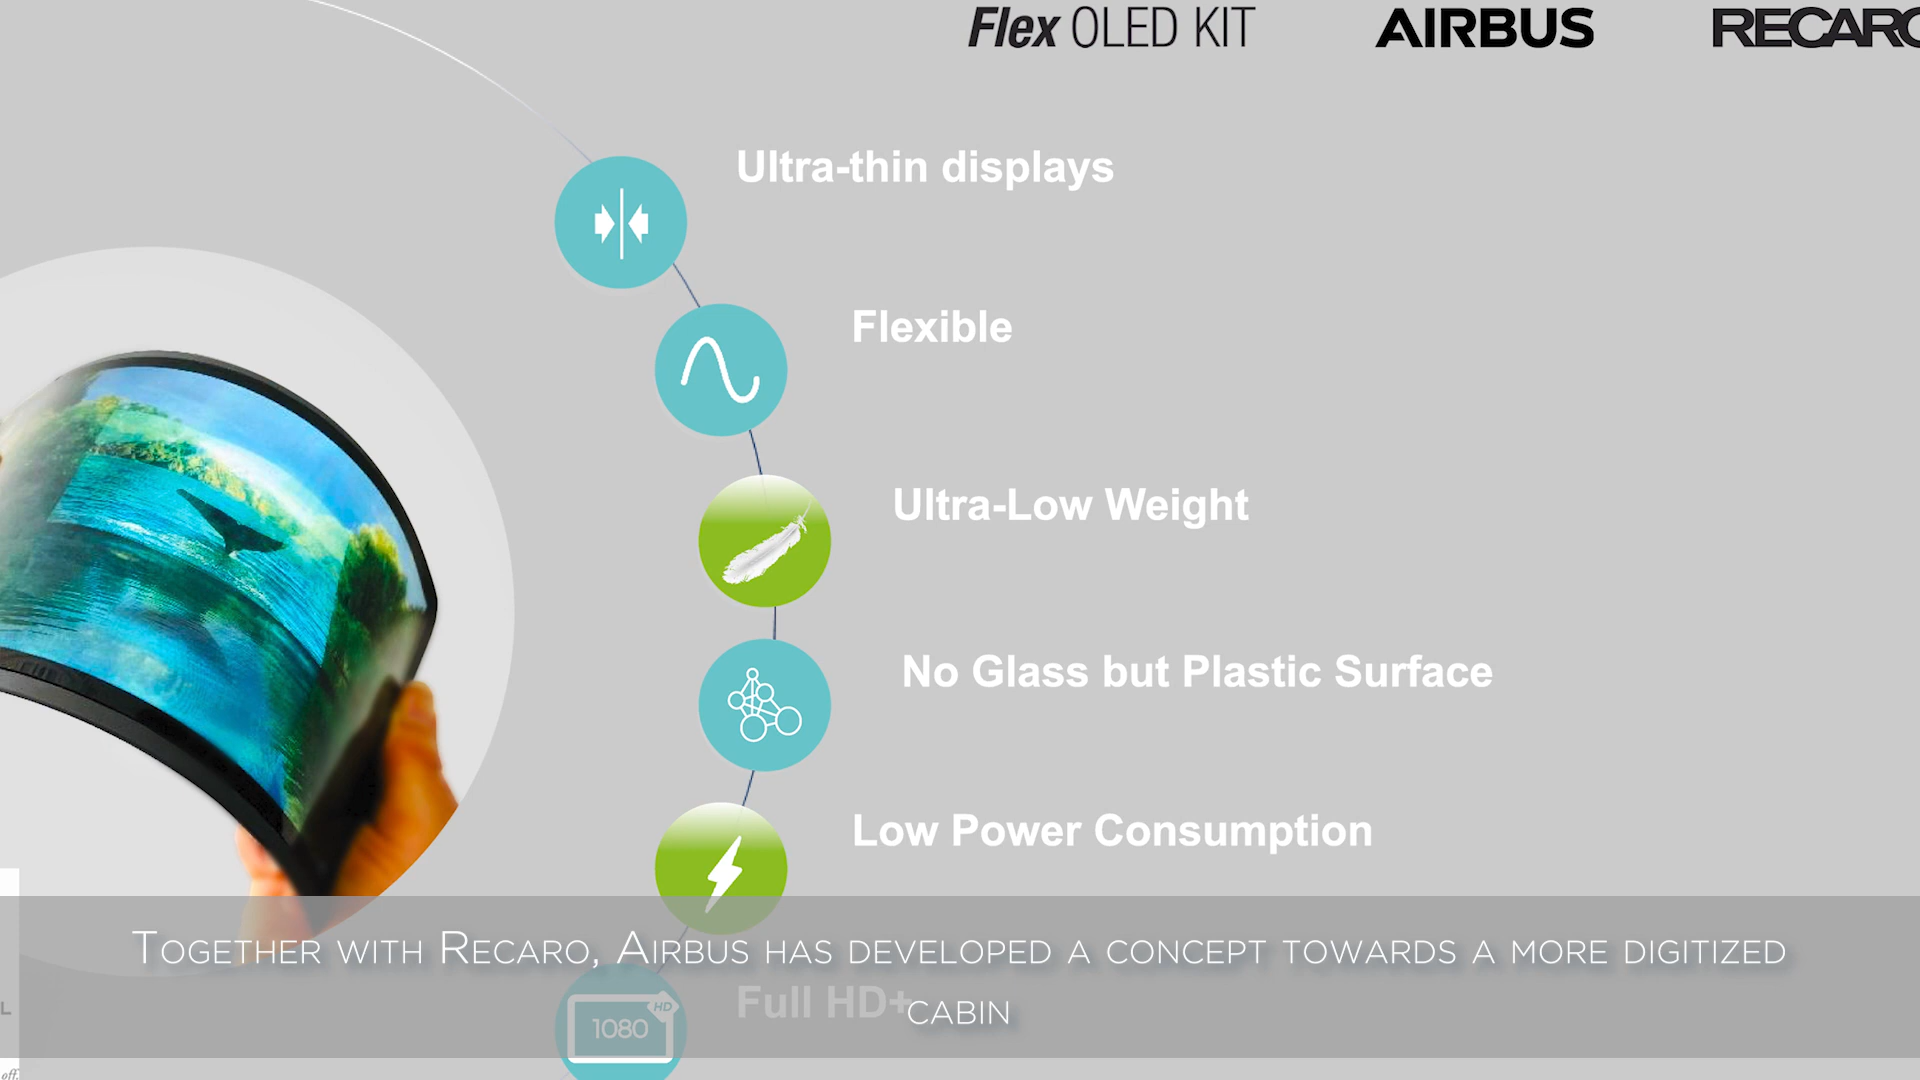 Flex OLED KIT
AIRBUS
RECARO
Ultra-thin displays
Flexible
Ultra-Low Weight
No Glass but Plastic Surface
Low Power Consumption
TOGETHER WITH RECARO, AIRBUS HAS DEVELOPED A CONCEPT TOWARDS A MORE DIGITIZED
CABIN
Full HD+
HD
1080
L
off.